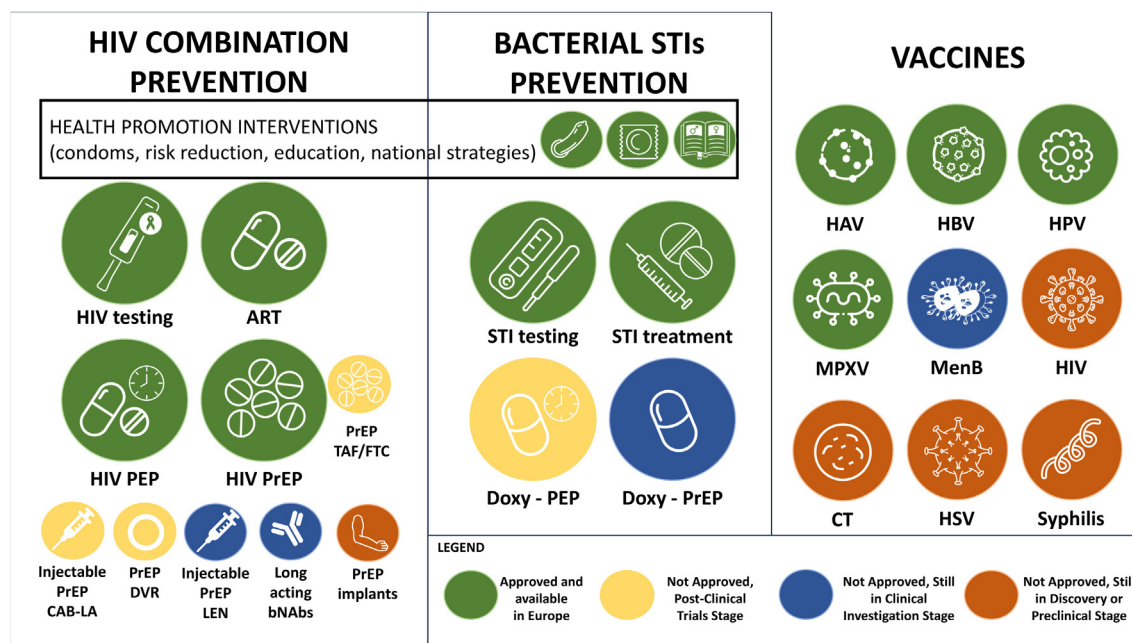 HIV COMBINATION
PREVENTION
BACTERIAL STIs
PREVENTION
VACCINES
HEALTH PROMOTION INTERVENTIONS
(condoms, risk reduction, education, national strategies)
HIV testing
ART
HIV PEP
HIV PrEP
PrEP
TAF/FTC
Injectable
PrEP
CAB-LA
PrEP
DVR
Injectable
PrEP
LEN
Long
acting
bNAbs
PrEP
implants
STI testing
STI treatment
Doxy - PEP
Doxy - PrEP
HAV
HBV
HPV
MPXV
MenB
HIV
CT
HSV
Syphilis
LEGEND
Approved and
available
in Europe
Not Approved,
Post-Clinical
Trials Stage
Not Approved, Still
in Clinical
Investigation Stage
Not Approved, Still
in Discovery or
Preclinical Stage